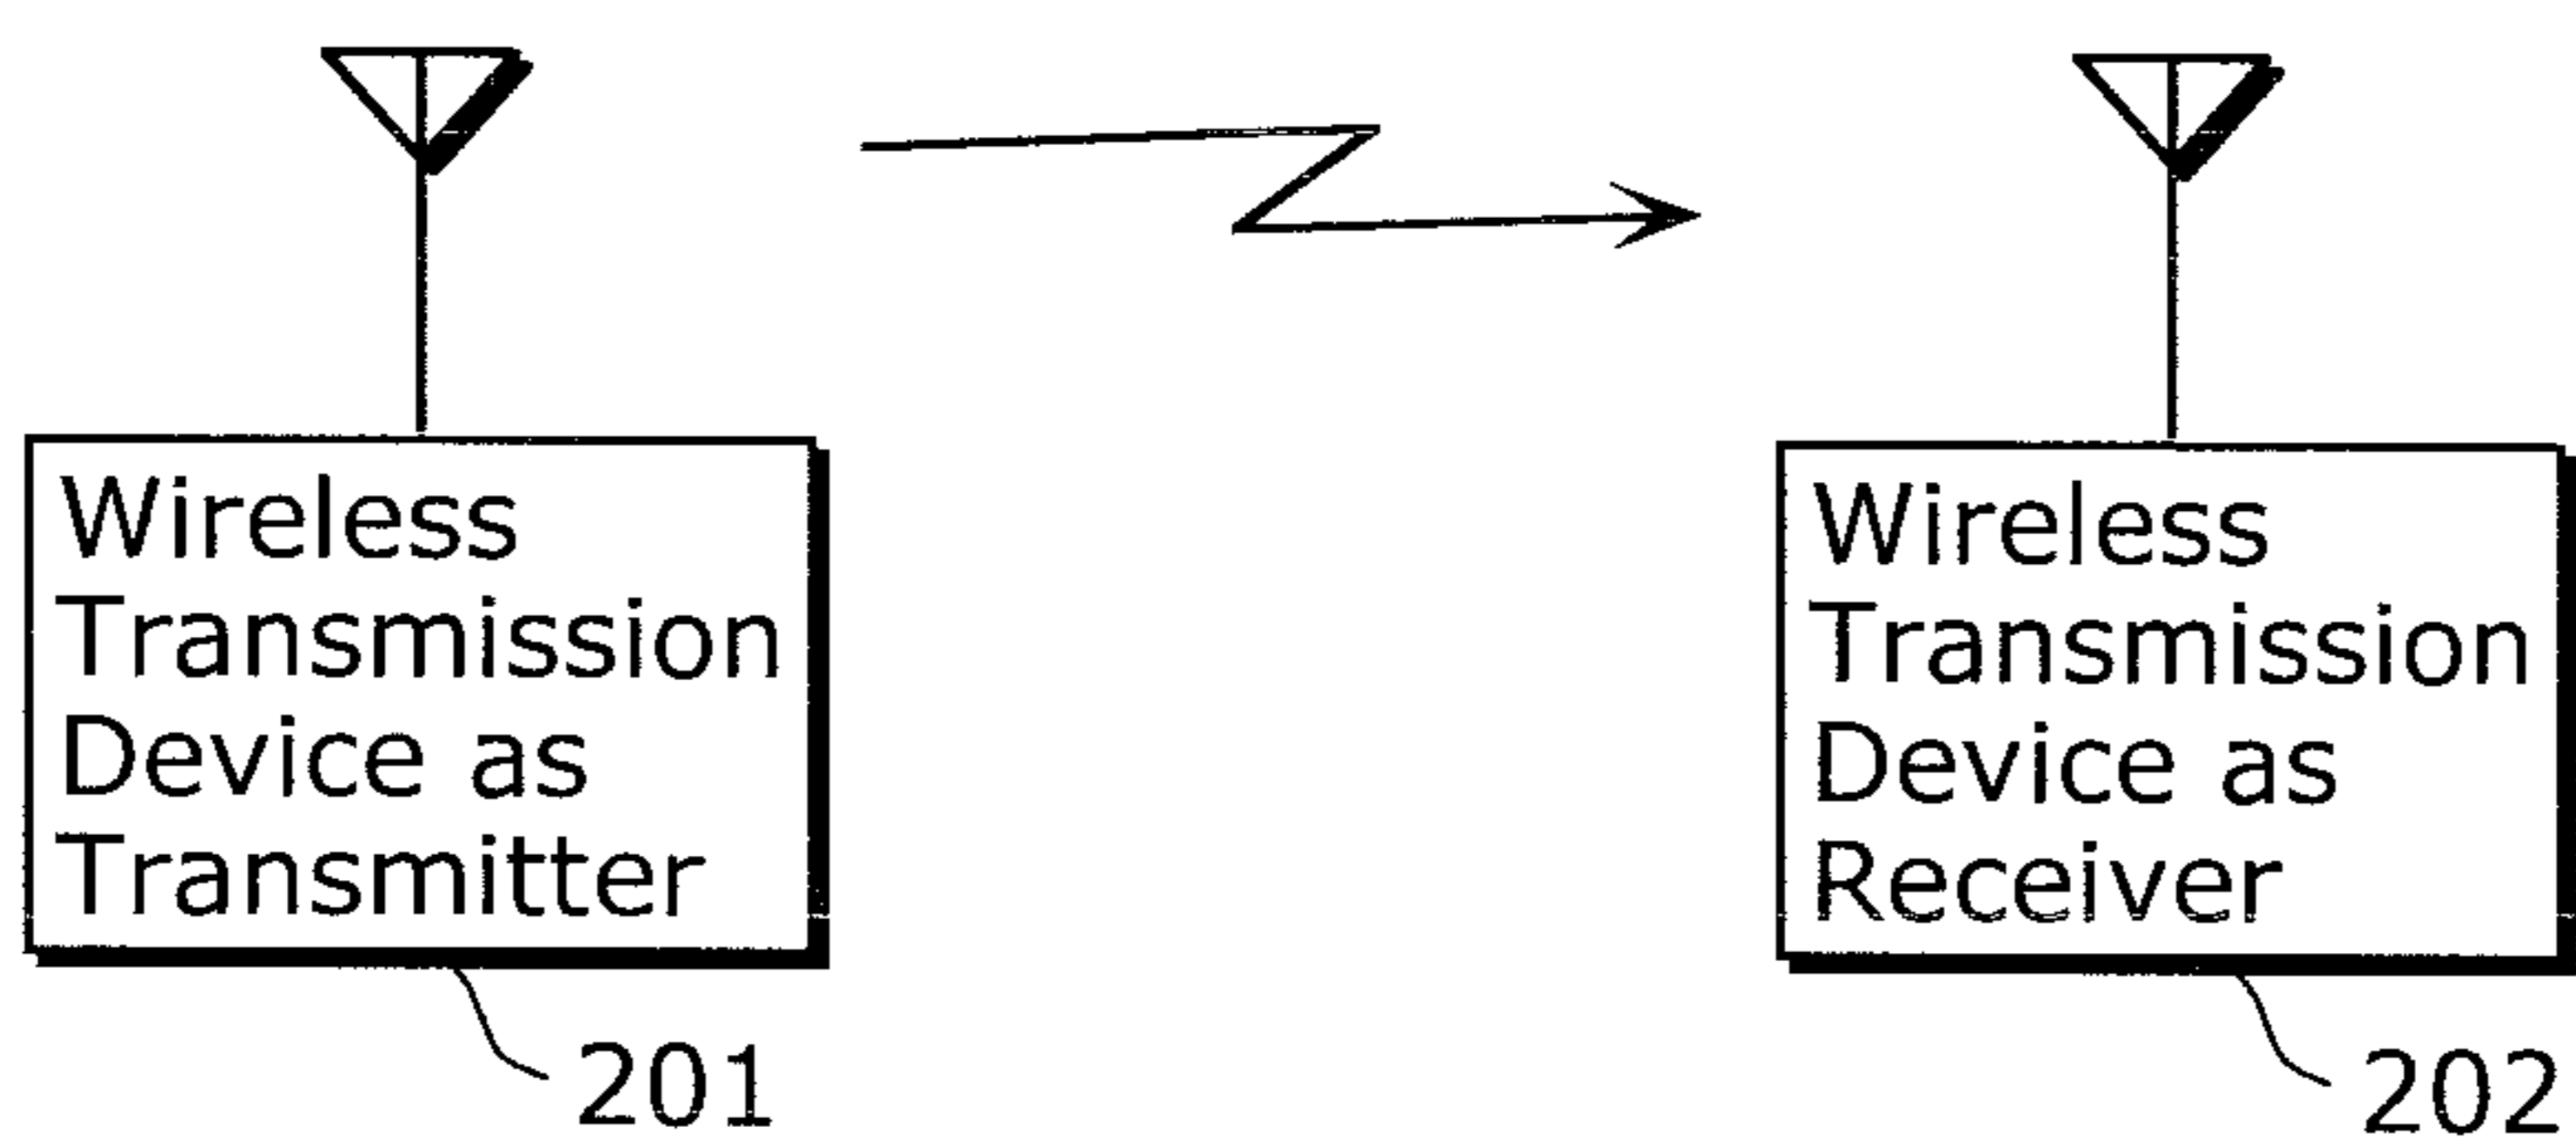 Wireless
Transmission
Device as
Transmitter
201
Wireless
Transmission
Device as
Receiver
202